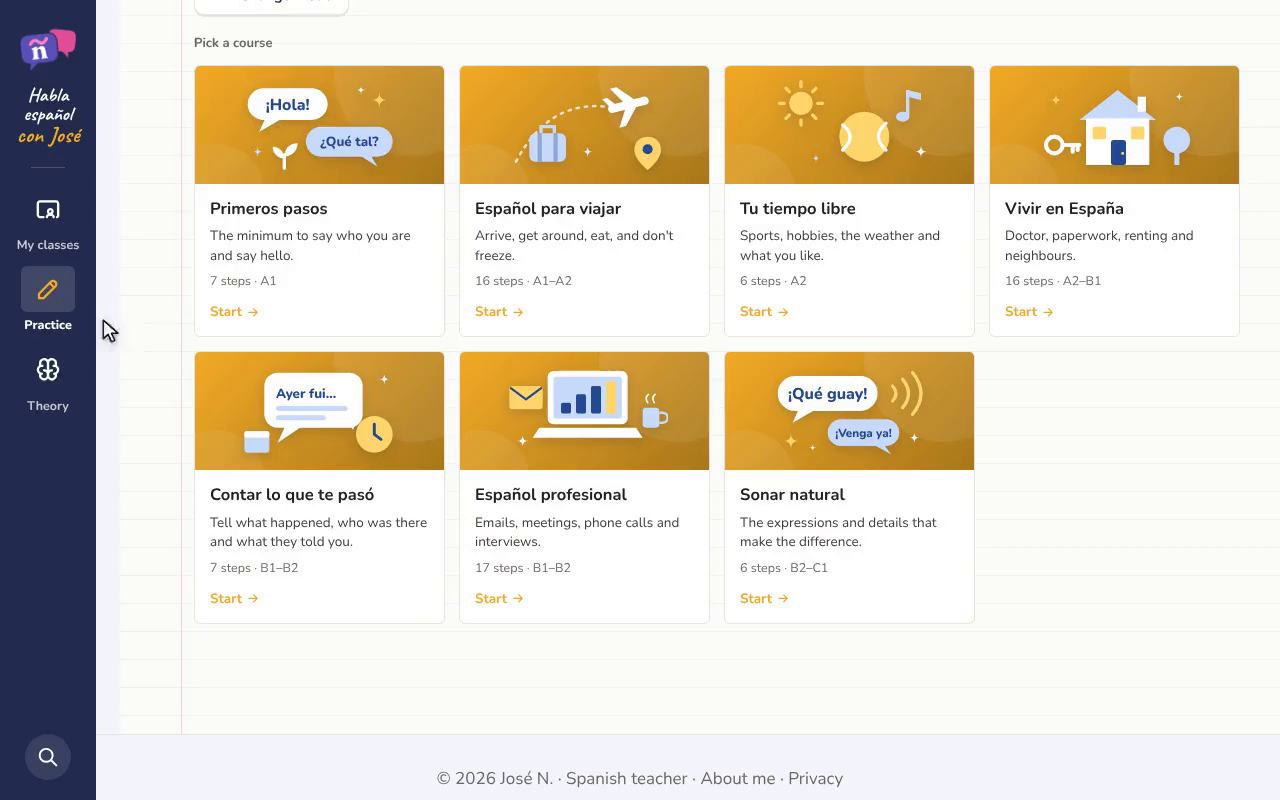 Habla
español
con José
My classes
Practice
Theory
Pick a course
¡Hola!
¿Qué tal?
Primeros pasos
The minimum to say who you are
and say hello.
7 steps · A1
Start →
Español para viajar
Arrive, get around, eat, and don't
freeze.
16 steps · A1–A2
Start →
Tu tiempo libre
Sports, hobbies, the weather and
what you like.
6 steps · A2
Start →
Vivir en España
Doctor, paperwork, renting and
neighbours.
16 steps · A2–B1
Start →
Ayer fui...
Contar lo que te pasó
Tell what happened, who was there
and what they told you.
7 steps · B1–B2
Start →
Español profesional
Emails, meetings, phone calls and
interviews.
17 steps · B1–B2
Start →
¡Qué guay!
¡Venga ya!
Sonar natural
The expressions and details that
make the difference.
6 steps · B2–C1
Start →
© 2026 José N. · Spanish teacher · About me · Privacy